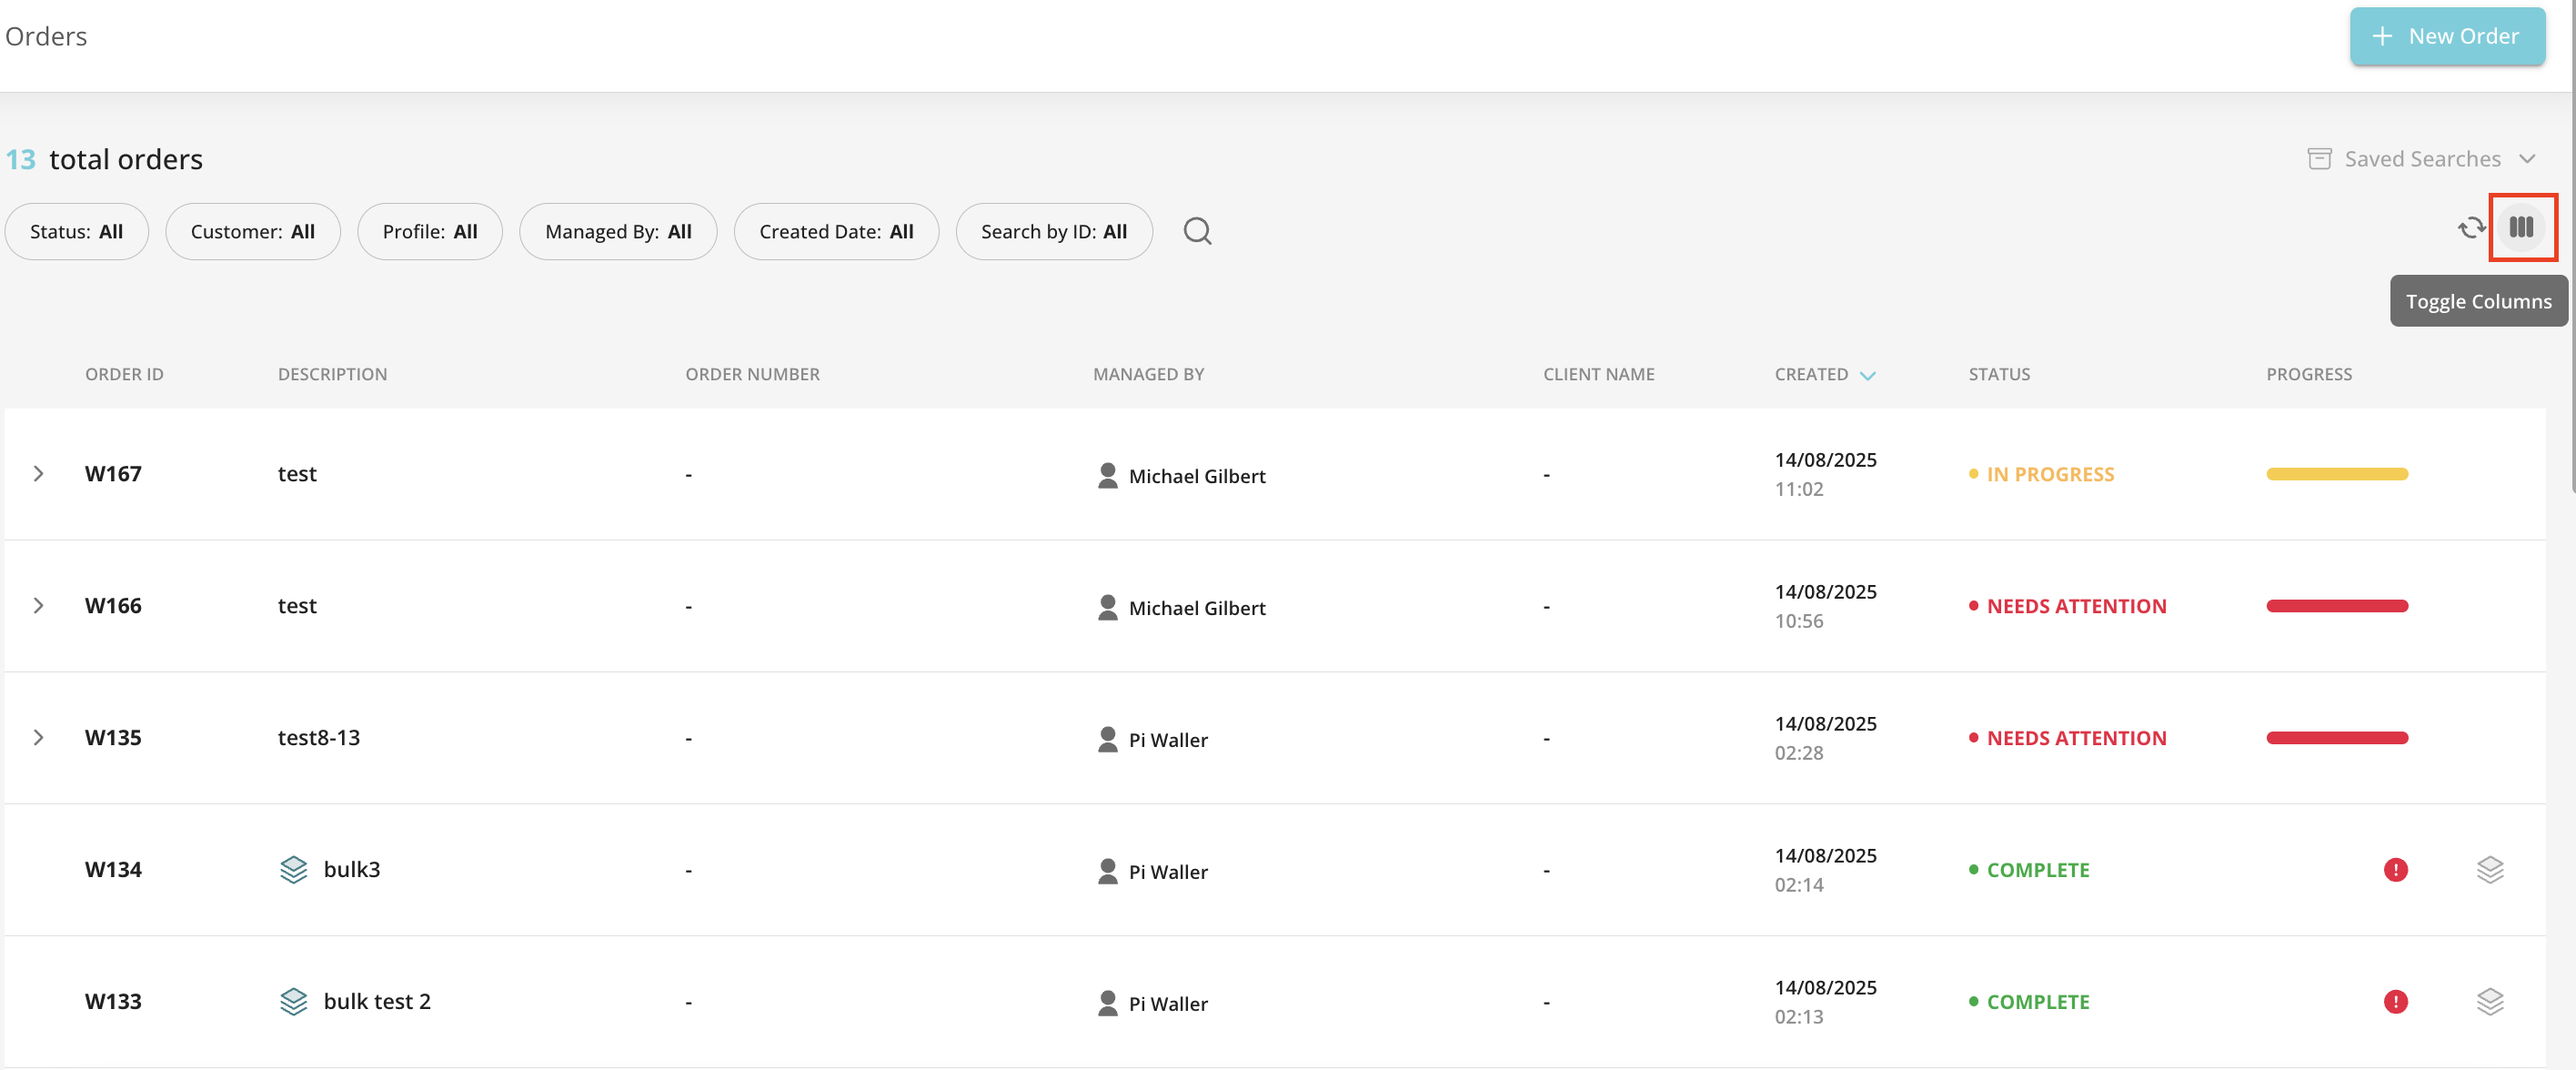 Orders
New Order
13 total orders
Saved Searches
Status: All
Customer: All
Profile: All
Managed By: All
Created Date: All
Search by ID: All
Toggle Columns
ORDER ID DESCRIPTION ORDER NUMBER MANAGED BY CLIENT NAME CREATED STATUS PROGRESS
W167 test - Michael Gilbert - 14/08/2025 IN PROGRESS
11:02
W166 test - Michael Gilbert - 14/08/2025 NEEDS ATTENTION
10:56
W135 test8-13 - Pi Waller - 14/08/2025 NEEDS ATTENTION
02:28
W134 bulk3 - Pi Waller - 14/08/2025 COMPLETE !
02:14
W133 bulk test 2 - Pi Waller - 14/08/2025 COMPLETE !
02:13